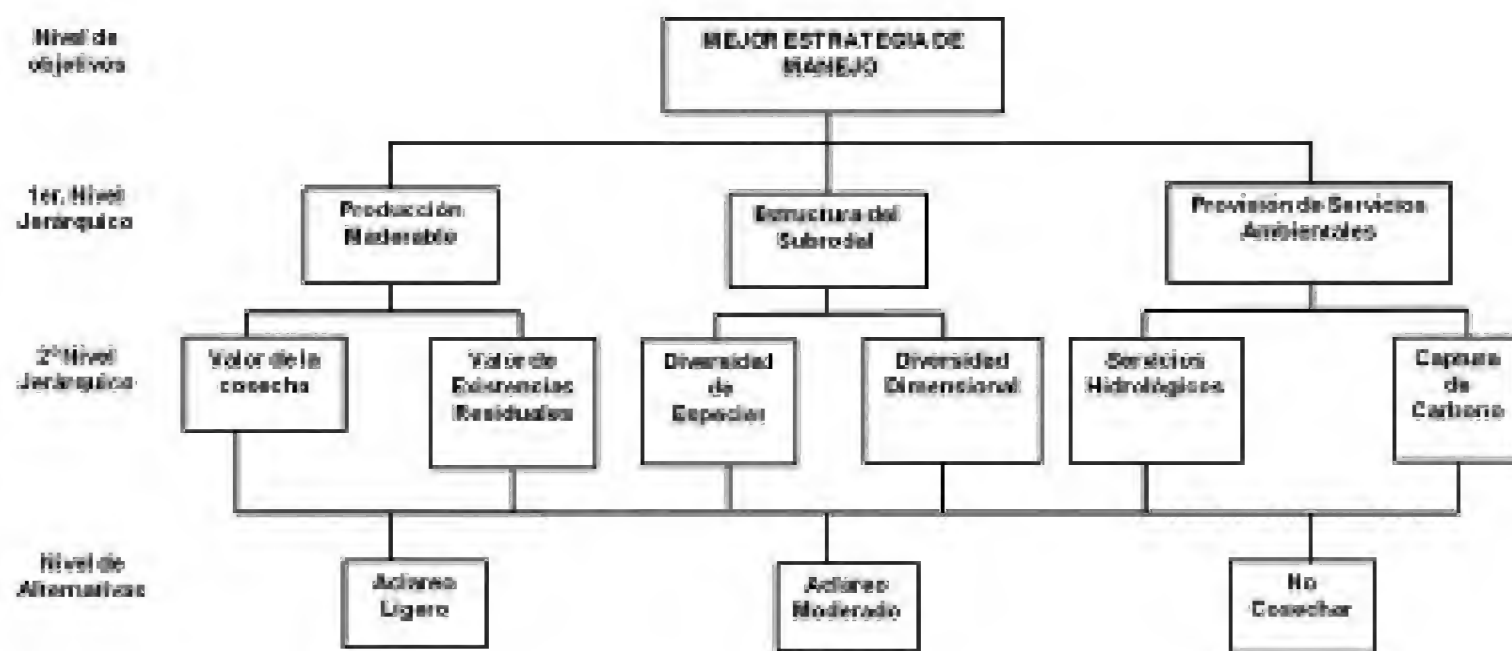 Nivel de
objetivos
MEJOR ESTRATEGIA DE
MANEJO
1er. Nivel
Jerárquico
Producción
Maderable
Estructura del
Subrodal
Provisión de Servicios
Ambientales
2º Nivel
Jerárquico
Valor de la
cosecha
Valor de
Existencias
Residuales
Diversidad
de
Especies
Diversidad
Dimensional
Servicios
Hidrológicos
Captura
de
Carbono
Nivel de
Alternativas
Aclareo
Ligero
Aclareo
Moderado
No
Cosechar